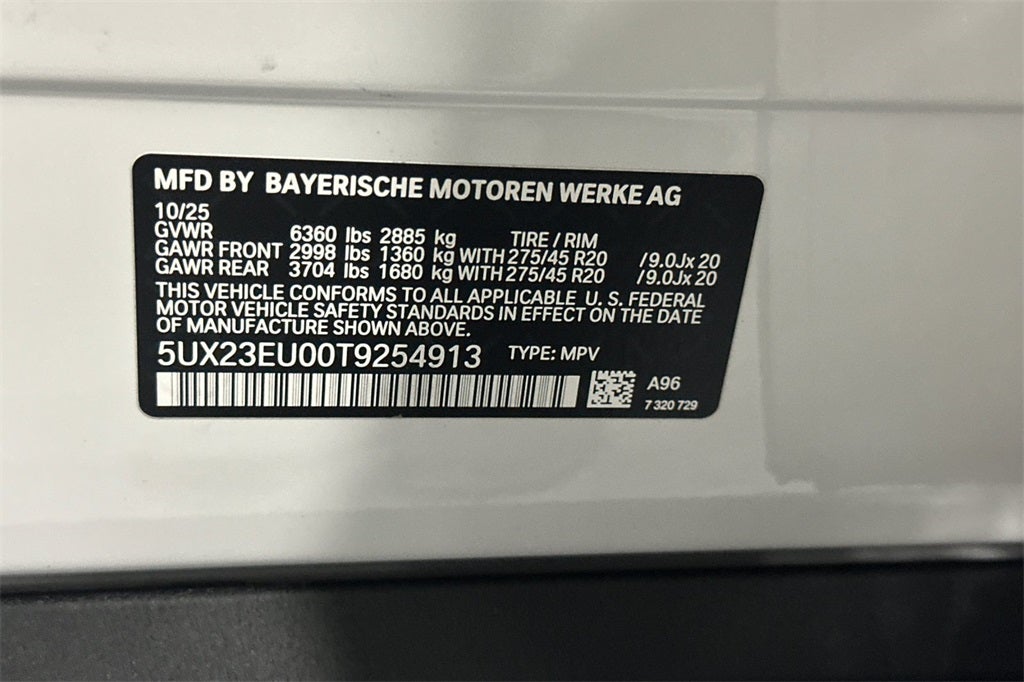 MFD BY BAYERISCHE MOTOREN WERKE AG
10/25
GVWR 6360 lbs 2885 kg TIRE / RIM
GAWR FRONT 2998 lbs 1360 kg WITH 275/45 R20 /9.0Jx 20
GAWR REAR 3704 lbs 1680 kg WITH 275/45 R20 /9.0Jx 20
THIS VEHICLE CONFORMS TO ALL APPLICABLE U. S. FEDERAL
MOTOR VEHICLE SAFETY STANDARDS IN EFFECT ON THE DATE
OF MANUFACTURE SHOWN ABOVE.
5UX23EU00T9254913 TYPE: MPV
A96
7 320 729